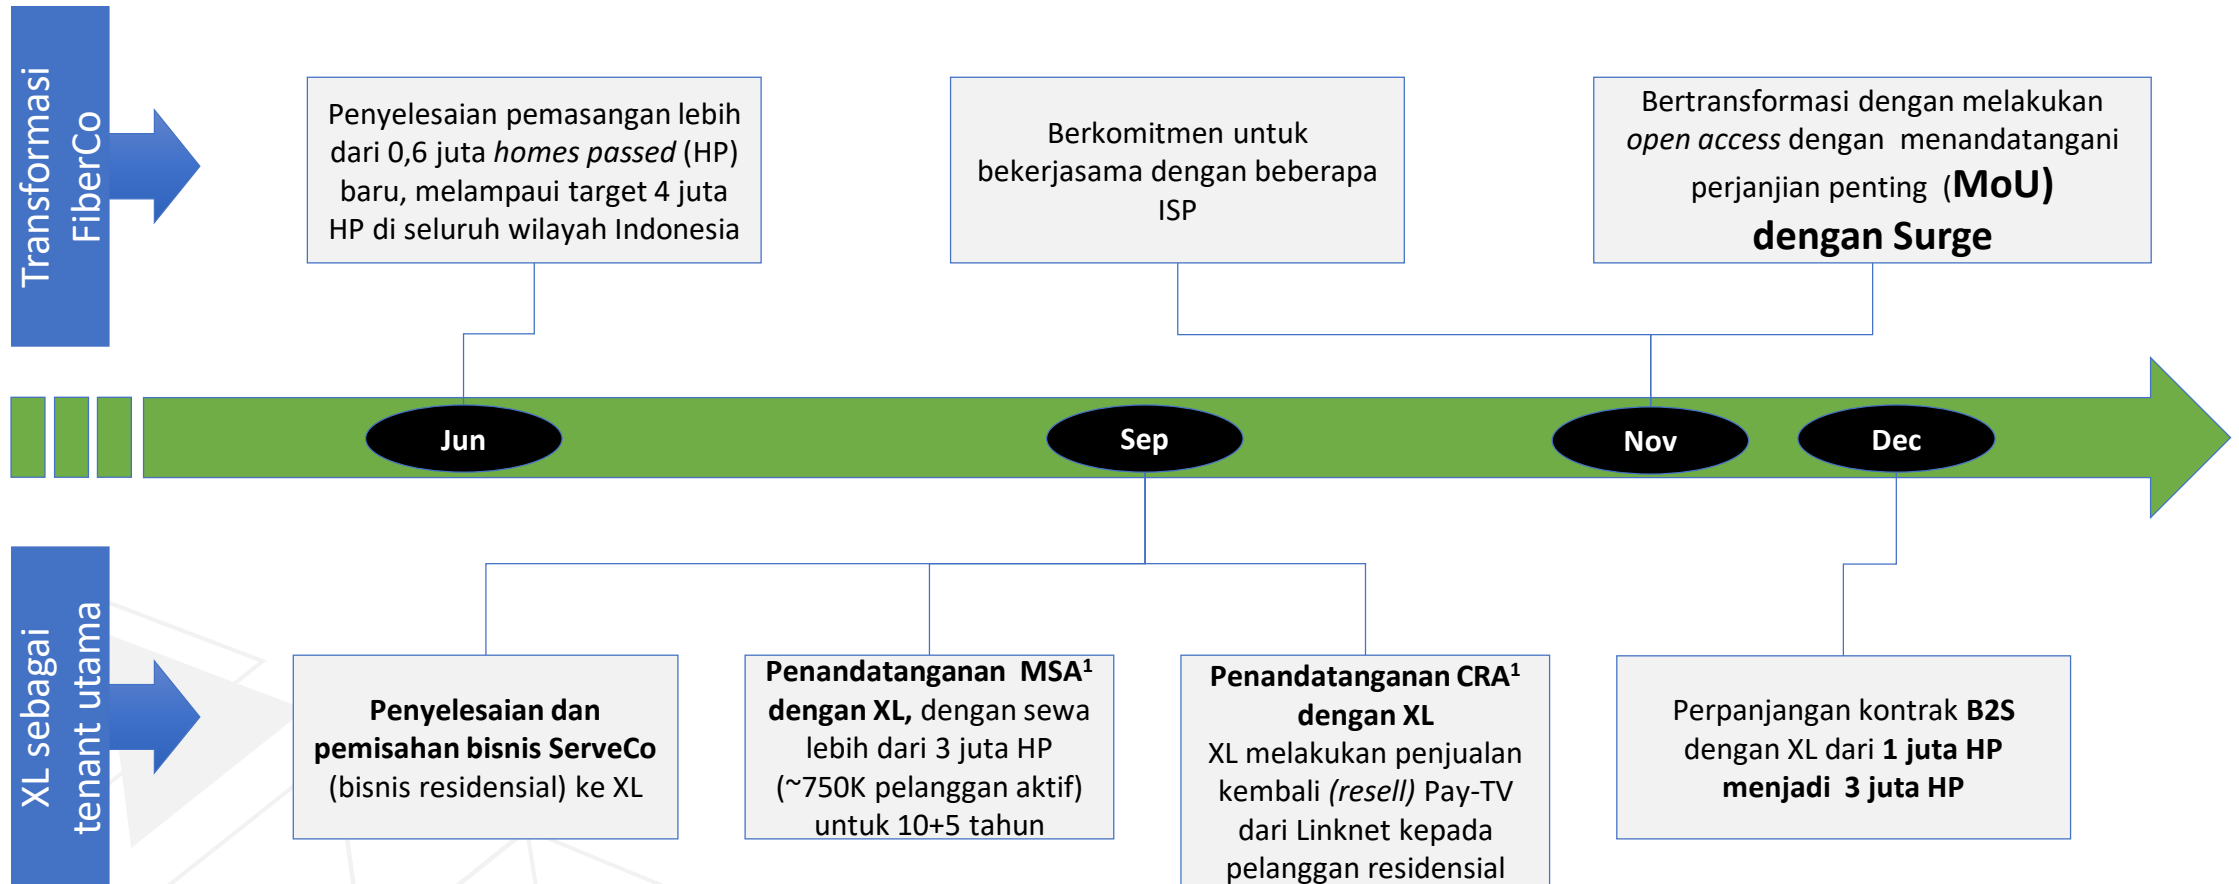 Transformasi
FiberCo
Penyelesaian pemasangan lebih
dari 0,6 juta homes passed (HP)
baru, melampaui target 4 juta
HP di seluruh wilayah Indonesia
Berkomitmen untuk
bekerjasama dengan beberapa
ISP
Bertransformasi dengan melakukan
open access dengan menandatangani
perjanjian penting (MoU)
dengan Surge
Jun
Sep
Nov
Dec
XL sebagai
tenant utama
Penyelesaian dan
pemisahan bisnis ServeCo
(bisnis residensial) ke XL
Penandatanganan MSA¹
dengan XL, dengan sewa
lebih dari 3 juta HP
(~750K pelanggan aktif)
untuk 10+5 tahun
Penandatanganan CRA¹
dengan XL
XL melakukan penjualan
kembali (resell) Pay-TV
dari Linknet kepada
pelanggan residensial
Perpanjangan kontrak B2S
dengan XL dari 1 juta HP
menjadi 3 juta HP